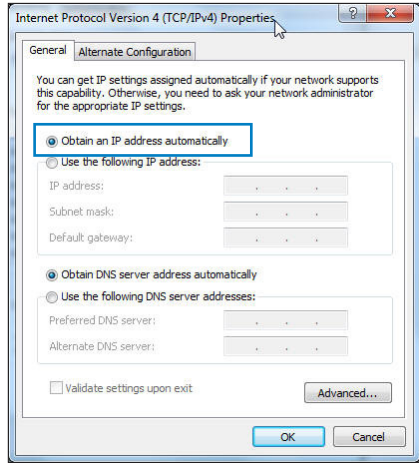 Internet Protocol Version 4 (TCP/IPv4) Properties
General
Alternate Configuration
You can get IP settings assigned automatically if your network supports
this capability. Otherwise, you need to ask your network administrator
for the appropriate IP settings.
Obtain an IP address automatically
Use the following IP address:
IP address:
Subnet mask:
Default gateway:
Obtain DNS server address automatically
Use the following DNS server addresses:
Preferred DNS server:
Alternate DNS server:
Validate settings upon exit
Advanced...
OK
Cancel